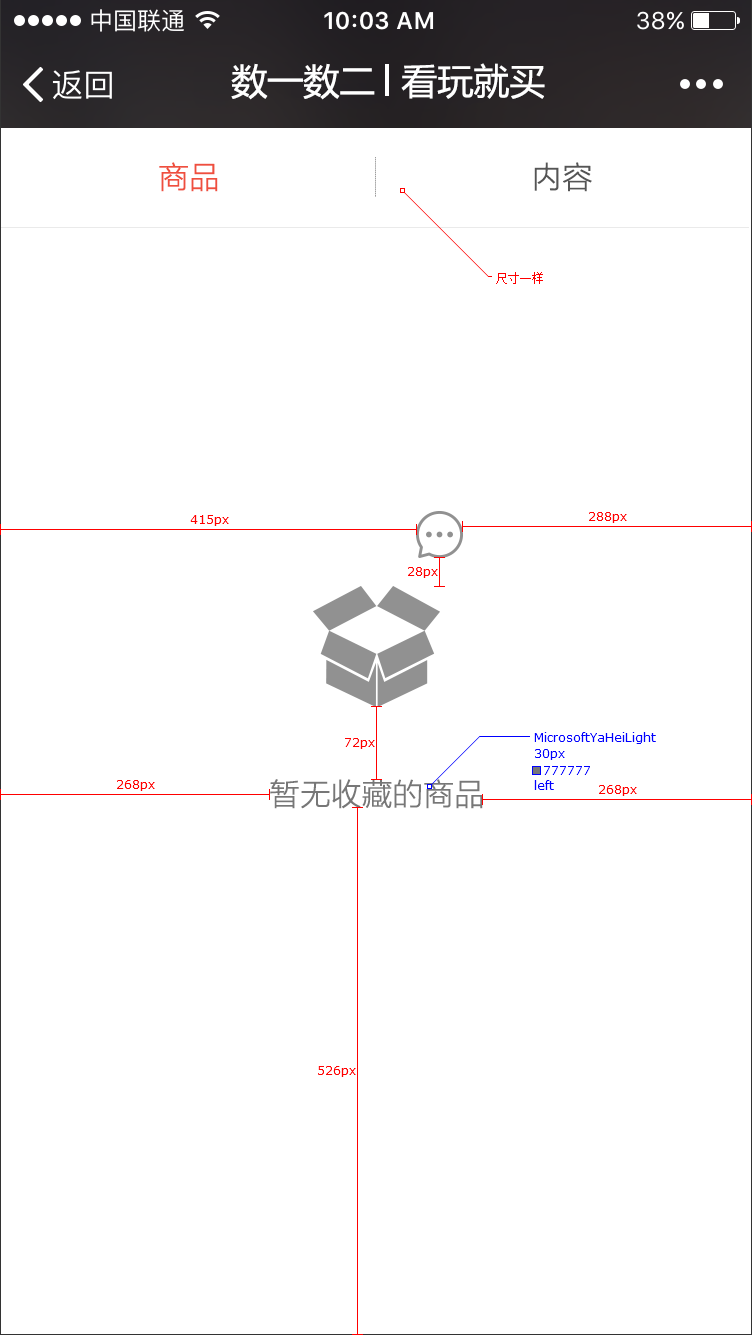 中国联通 10:03 AM 38%
返回 数一数二 | 看玩就买
商品 内容
尺寸一样
415px
288px
28px
72px
MicrosoftYaHeiLight
30px
777777
left
268px
暂无收藏的商品
268px
526px